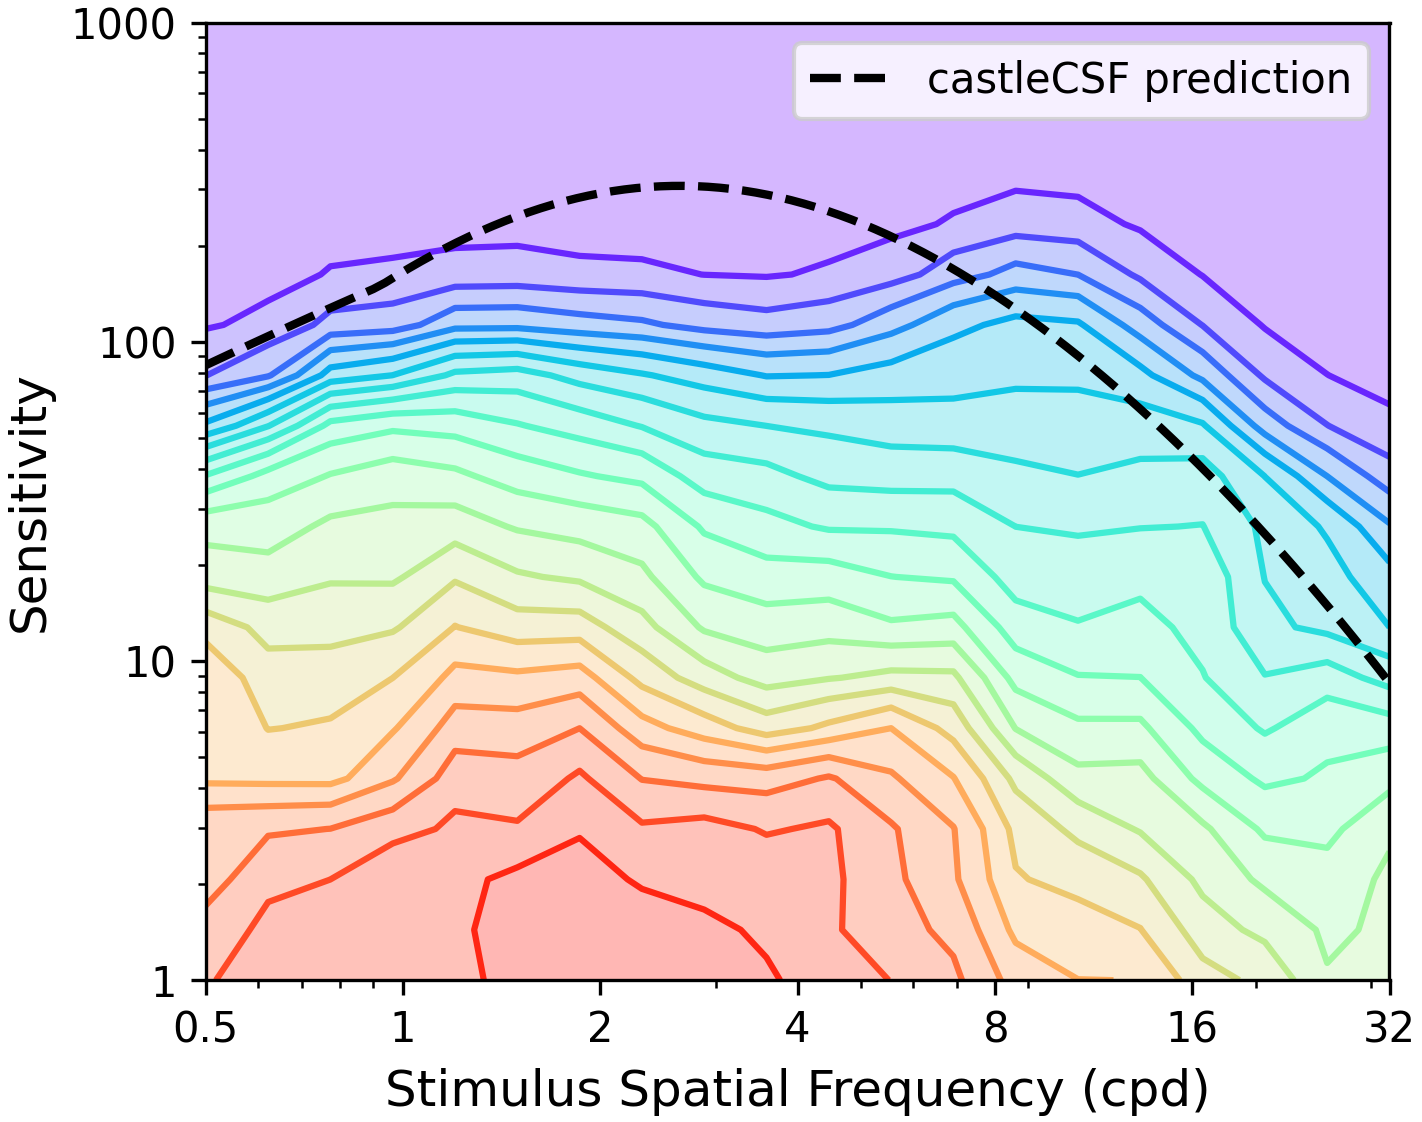 1000
castleCSF prediction
100
Sensitivity
10
1
0.5 1 2 4 8 16 32
Stimulus Spatial Frequency (cpd)